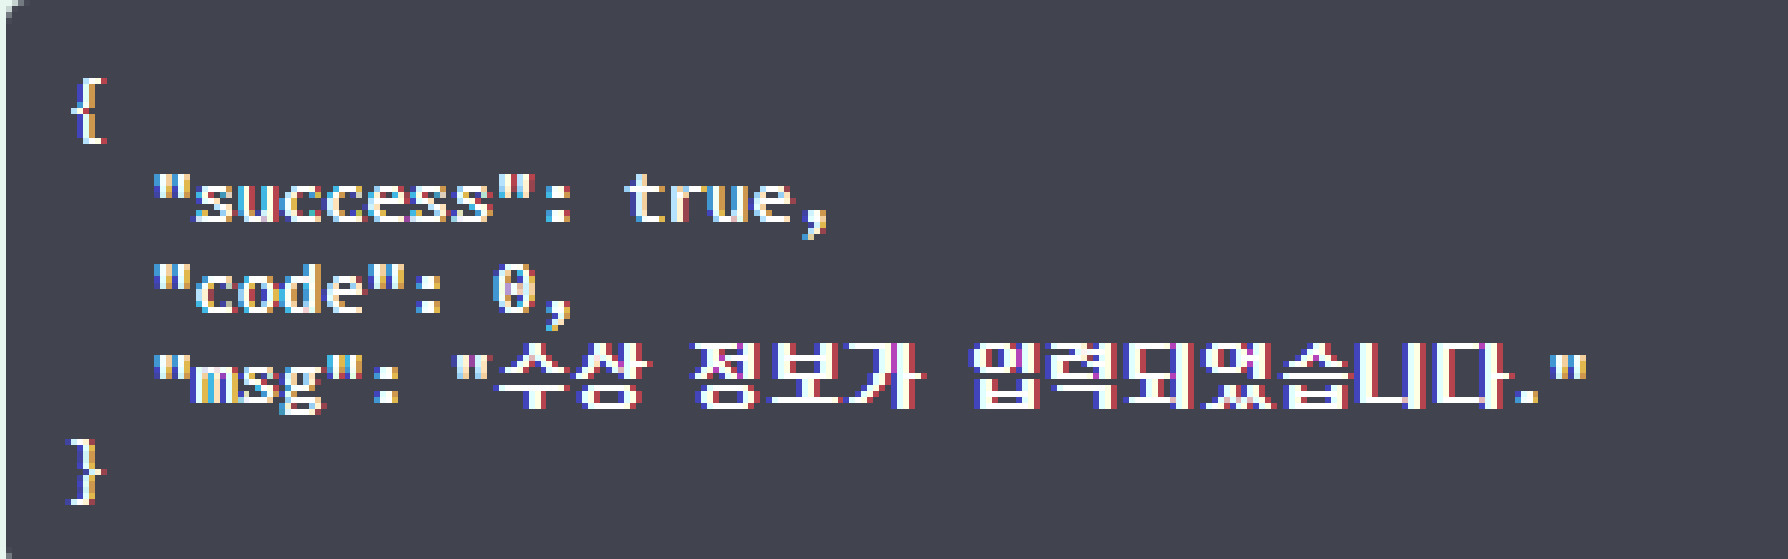 {
  "success": true,
  "code": 0,
  "msg": "수상 정보가 입력되었습니다."
}